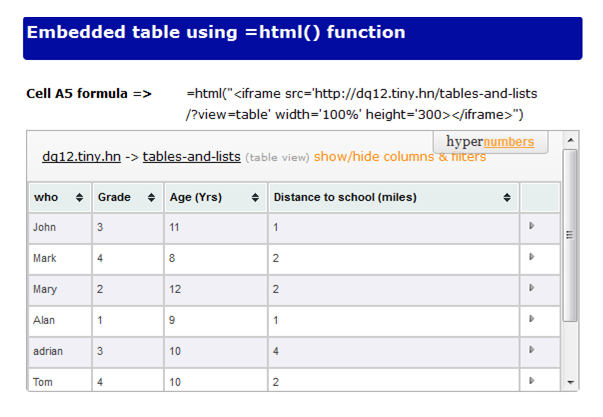 Embedded table using =html() function
Cell A5 formula => =html("<iframe src='http://dq12.tiny.hn/tables-and-lists
/?view=table' width='100%' height='300></iframe>")
hypernumbers
dq12.tiny.hn -> tables-and-lists (table view) show/hide columns & filters
who Grade Age (Yrs) Distance to school (miles)
John 3 11 1
Mark 4 8 2
Mary 2 12 2
Alan 1 9 1
adrian 3 10 4
Tom 4 10 2